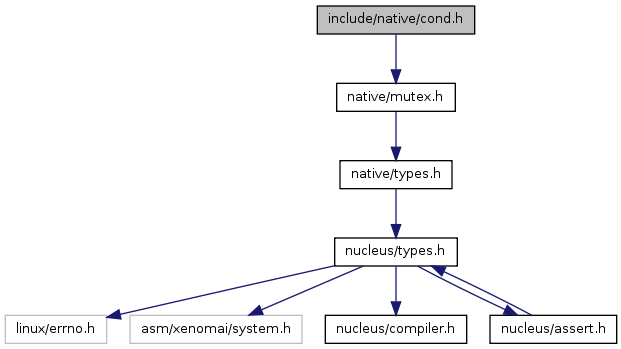 include/native/cond.h
native/mutex.h
native/types.h
nucleus/types.h
linux/errno.h
asm/xenomai/system.h
nucleus/compiler.h
nucleus/assert.h